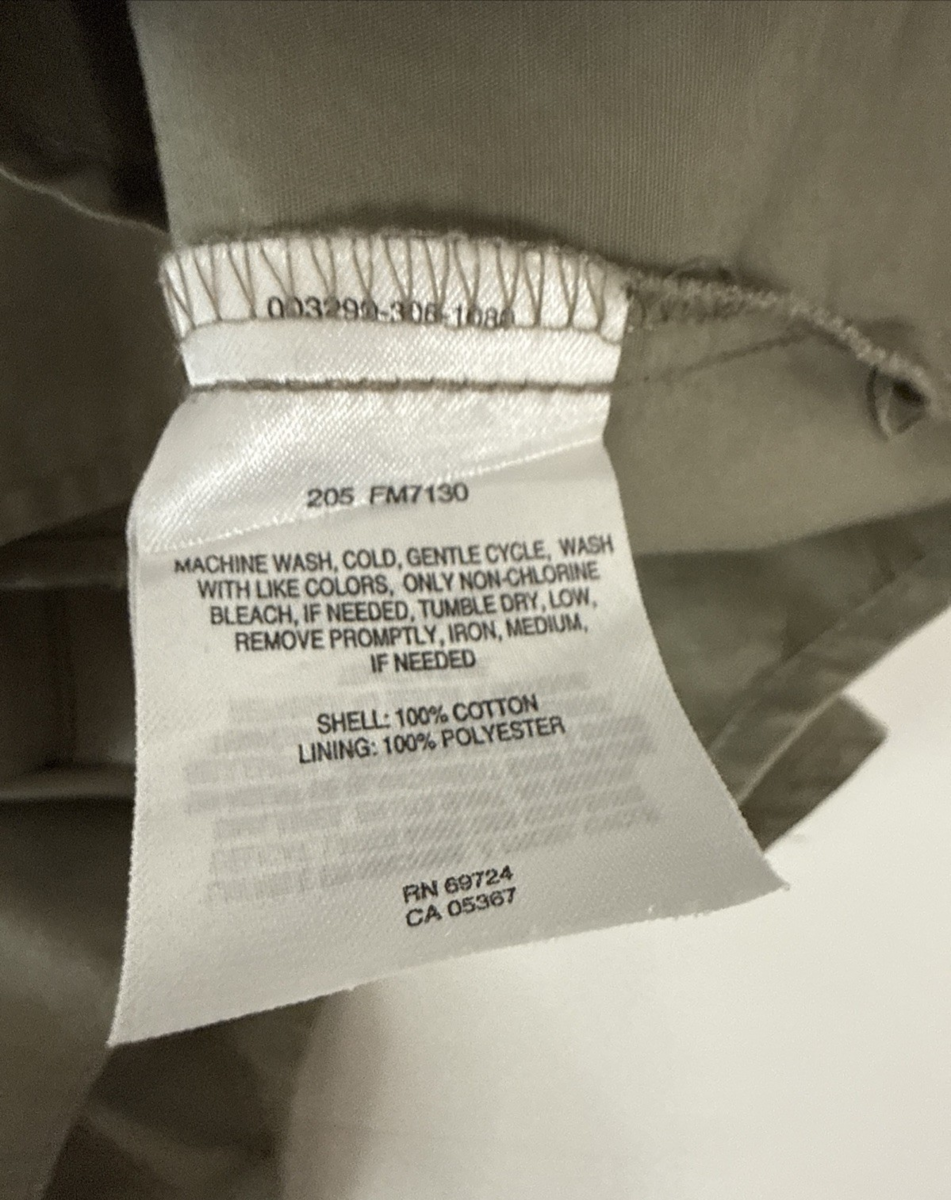 205 FM7130
MACHINE WASH, COLD, GENTLE CYCLE, WASH
WITH LIKE COLORS, ONLY NON-CHLORINE
BLEACH, IF NEEDED, TUMBLE DRY, LOW,
REMOVE PROMPTLY, IRON, MEDIUM,
IF NEEDED
SHELL: 100% COTTON
LINING: 100% POLYESTER
RN 69724
CA 05367